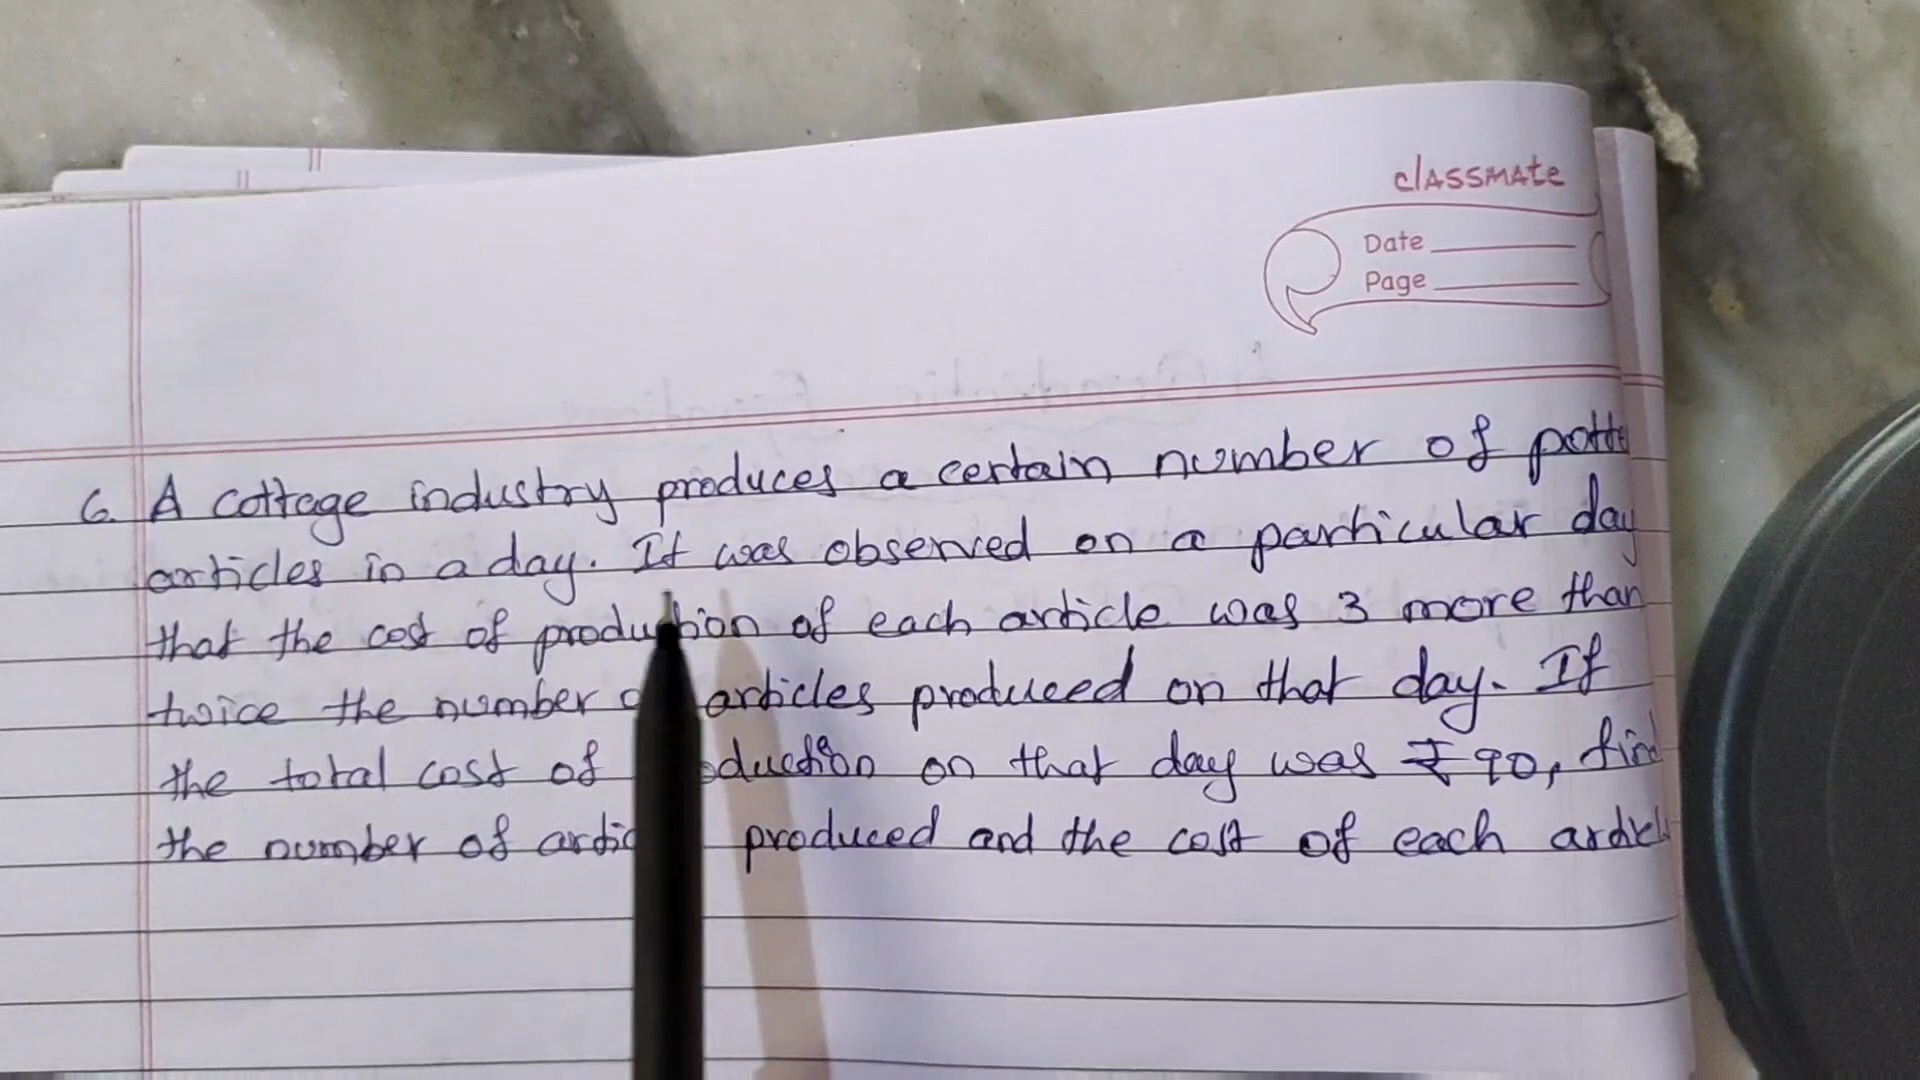 classmate
Date
Page
6. A cottage industry produces a certain number of
articles in a day. It was observed on a particular day
that the cost of production of each article was 3 more than
twice the number articles produced on that day. If
the total cost of on that day was ₹ 90, find
the number of produced and the cost of each